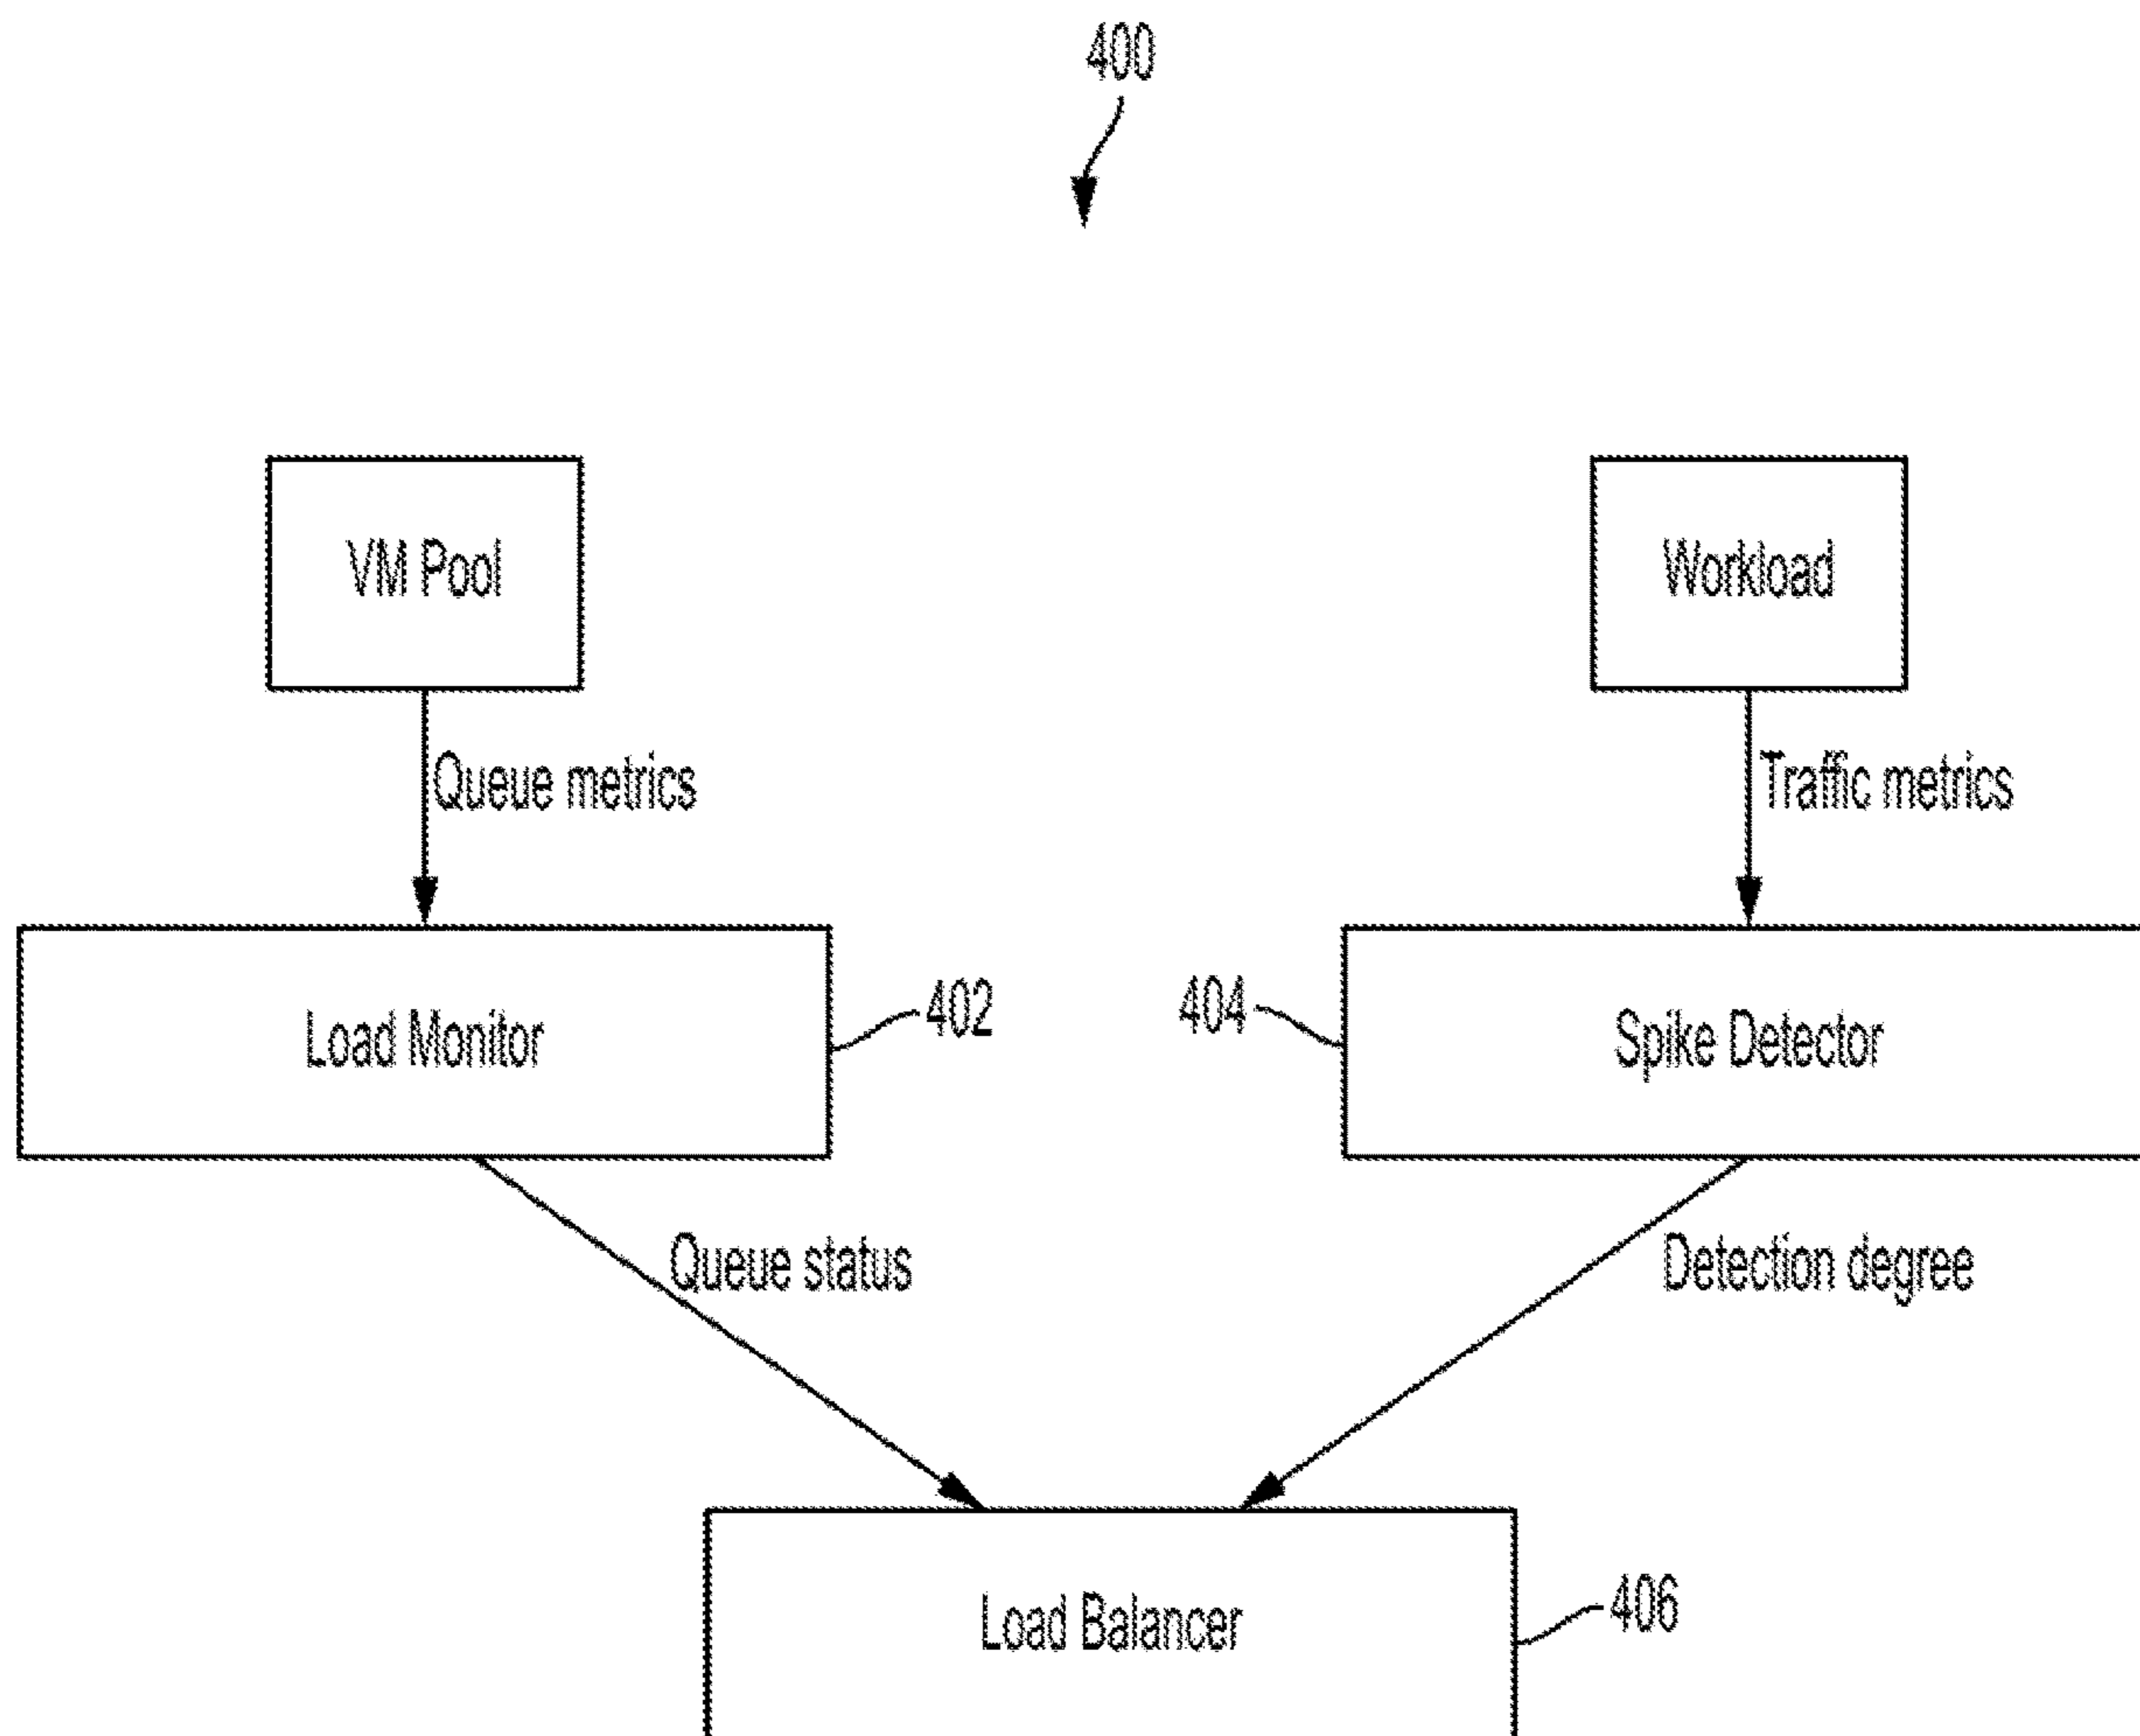 400
VM Pool
Workload
Queue metrics
Traffic metrics
Load Monitor
402
404
Spike Detector
Queue status
Detection degree
Load Balancer
406